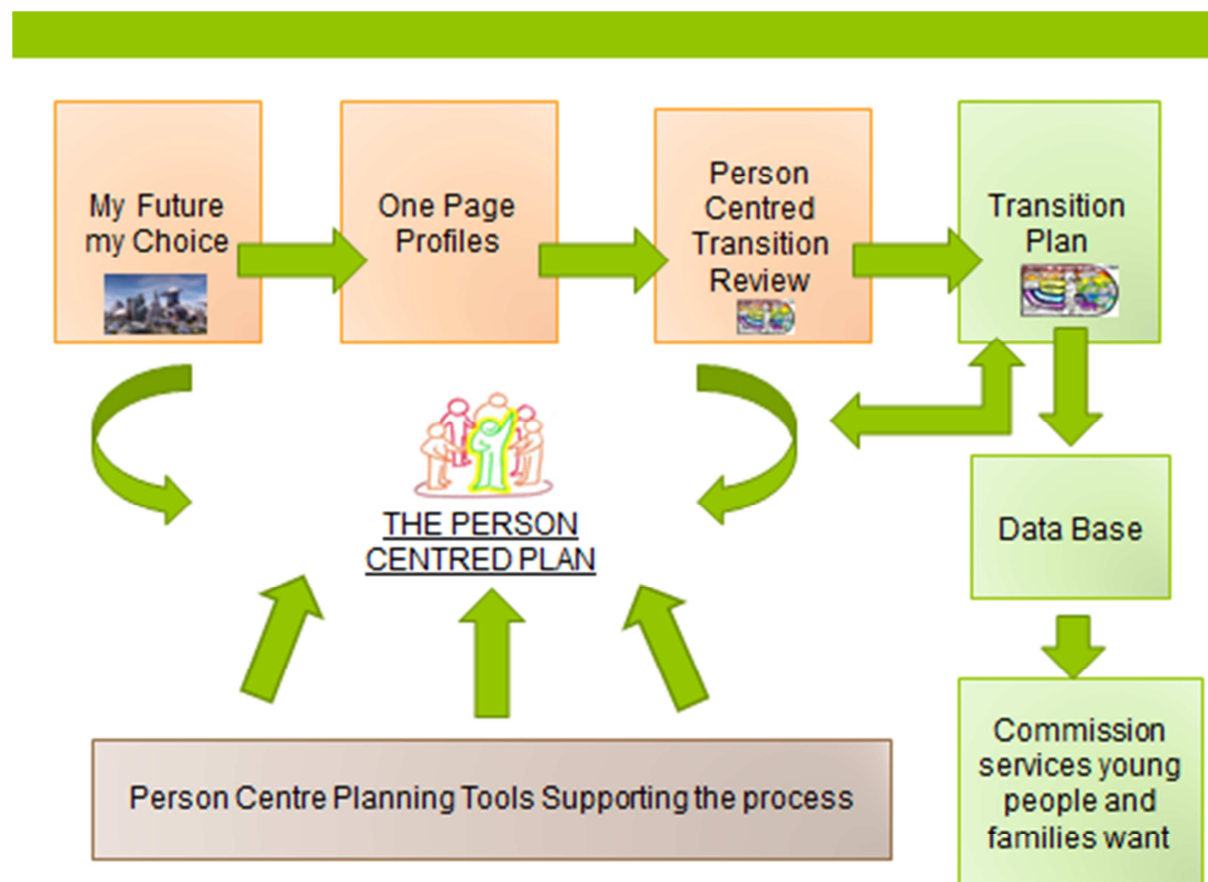 My Future
my Choice
One Page
Profiles
Person
Centred
Transition
Review
Transition
Plan
THE PERSON
CENTRED PLAN
Data Base
Person Centre Planning Tools Supporting the process
Commission
services young
people and
families want